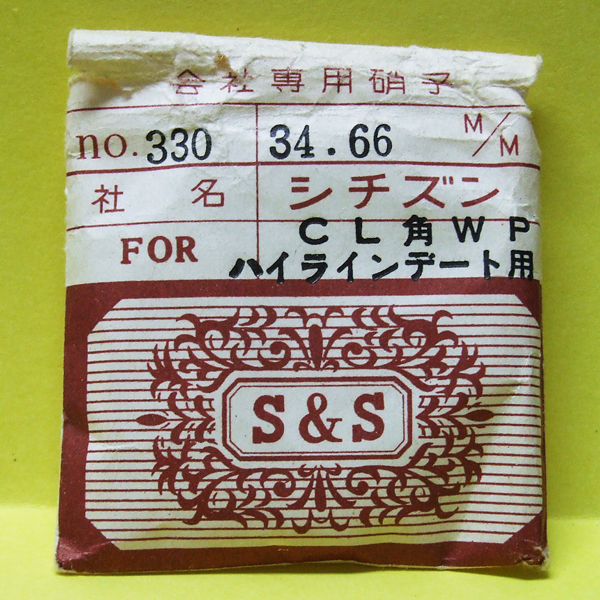 会社専用硝子
no. 330 34.66 M/M
社名 シチズン
FOR CL角WP
ハイラインデート用
S&S